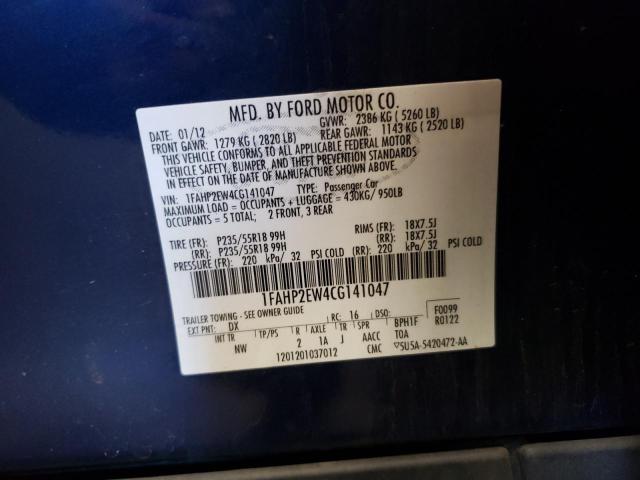 MFD. BY FORD MOTOR CO.
DATE: 01/12 GVWR: 2386 KG ( 5260 LB)
FRONT GAWR: 1279 KG ( 2820 LB) REAR GAWR: 1143 KG ( 2520 LB)
THIS VEHICLE CONFORMS TO ALL APPLICABLE FEDERAL MOTOR
VEHICLE SAFETY, BUMPER, AND THEFT PREVENTION STANDARDS
IN EFFECT ON THE DATE OF MANUFACTURE SHOWN ABOVE.
VIN: 1FAHP2EW4CG141047 TYPE: Passenger Car
MAXIMUM LOAD = OCCUPANTS + LUGGAGE = 430KG/ 950LB
OCCUPANTS = 5 TOTAL; 2 FRONT, 3 REAR
TIRE (FR): P235/55R18 99H RIMS (FR): 18X7.5J
(RR): P235/55R18 99H (RR): 18X7.5J
PRESSURE (FR): 220 kPa/ 32 PSI COLD (RR): 220 kPa/ 32 PSI COLD
1FAHP2EW4CG141047
TRAILER TOWING - SEE OWNER GUIDE
EXT PNT: DX RC: 16 DSO: F0099
INT TR TP/PS R AXLE TR SPR BPH1F R0122
NW 2 1A J AACC TOA
1201201037012 CMC 5U5A-5420472-AA